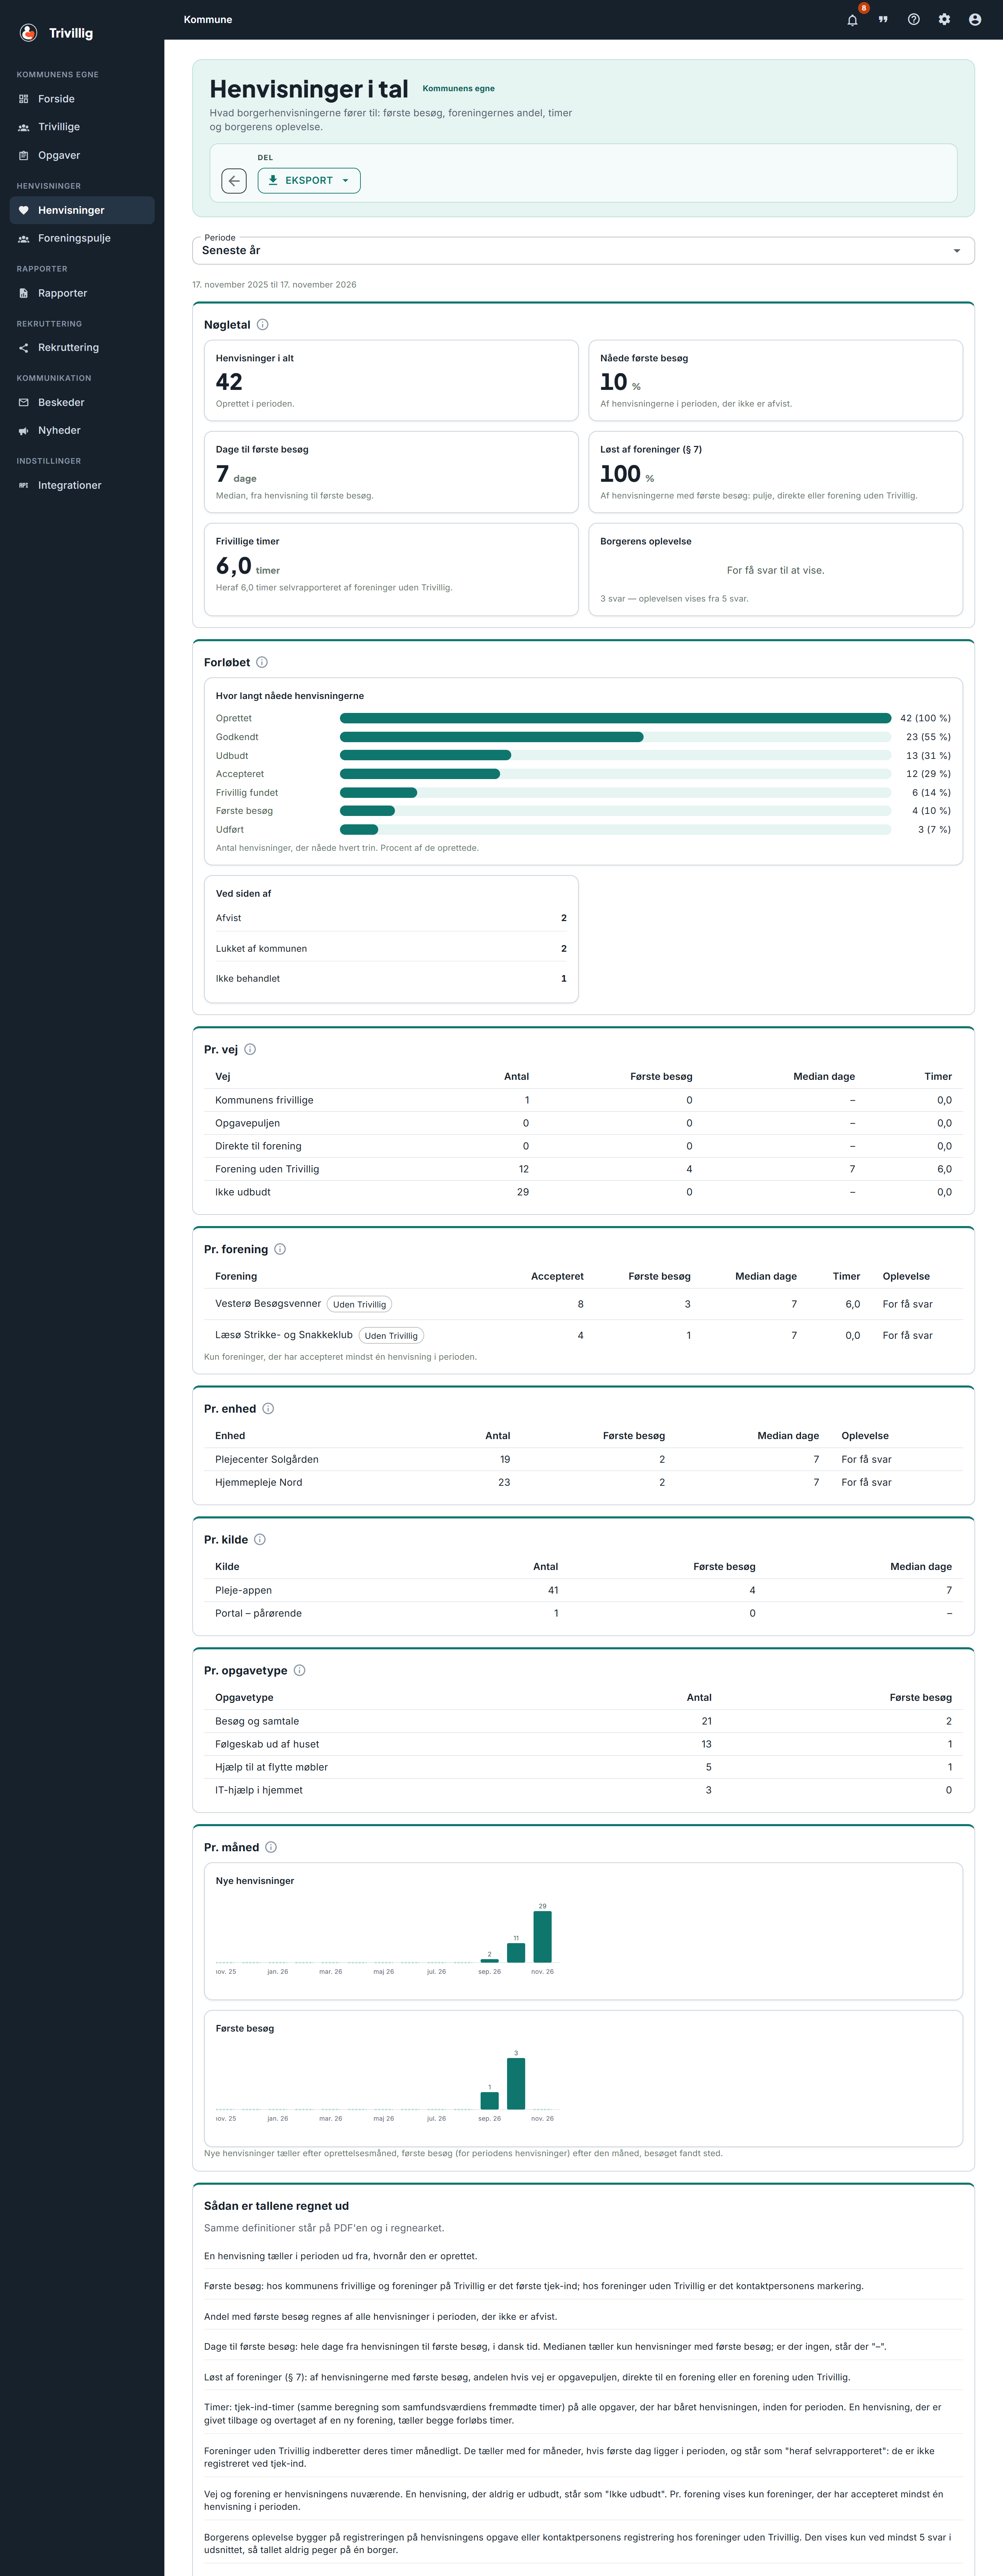 Trivillig
Kommune
8
KOMMUNENS EGNE
Forside
Trivillige
Opgaver
HENVISNINGER
Henvisninger
Foreningspulje
RAPPORTER
Rapporter
REKRUTTERING
Rekruttering
KOMMUNIKATION
Beskeder
Nyheder
INDSTILLINGER
API Integrationer
Henvisninger i tal Kommunens egne
Hvad borgerhenvisningerne fører til: første besøg, foreningernes andel, timer
og borgerens oplevelse.
DEL
EKSPORT
Periode
Seneste år
17. november 2025 til 17. november 2026
Nøgletal
Henvisninger i alt
42
Oprettet i perioden.
Nåede første besøg
10 %
Af henvisningerne i perioden, der ikke er afvist.
Dage til første besøg
7 dage
Median, fra henvisning til første besøg.
Løst af foreninger (§ 7)
100 %
Af henvisningerne med første besøg: pulje, direkte eller forening uden Trivillig.
Frivillige timer
6,0 timer
Heraf 6,0 timer selvrapporteret af foreninger uden Trivillig.
Borgerens oplevelse
For få svar til at vise.
3 svar — oplevelsen vises fra 5 svar.
Forløbet
Hvor langt nåede henvisningerne
Oprettet 42 (100 %)
Godkendt 23 (55 %)
Udbudt 13 (31 %)
Accepteret 12 (29 %)
Frivillig fundet 6 (14 %)
Første besøg 4 (10 %)
Udført 3 (7 %)
Antal henvisninger, der nåede hvert trin. Procent af de oprettede.
Ved siden af
Afvist 2
Lukket af kommunen 2
Ikke behandlet 1
Pr. vej
Vej Antal Første besøg Median dage Timer
Kommunens frivillige 1 0 – 0,0
Opgavepuljen 0 0 – 0,0
Direkte til forening 0 0 – 0,0
Forening uden Trivillig 12 4 7 6,0
Ikke udbudt 29 0 – 0,0
Pr. forening
Forening Accepteret Første besøg Median dage Timer Oplevelse
Vesterø Besøgsvenner Uden Trivillig 8 3 7 6,0 For få svar
Læsø Strikke- og Snakkeklub Uden Trivillig 4 1 7 0,0 For få svar
Kun foreninger, der har accepteret mindst én henvisning i perioden.
Pr. enhed
Enhed Antal Første besøg Median dage Oplevelse
Plejecenter Solgården 19 2 7 For få svar
Hjemmepleje Nord 23 2 7 For få svar
Pr. kilde
Kilde Antal Første besøg Median dage
Pleje-appen 41 4 7
Portal – pårørende 1 0 –
Pr. opgavetype
Opgavetype Antal Første besøg
Besøg og samtale 21 2
Følgeskab ud af huset 13 1
Hjælp til at flytte møbler 5 1
IT-hjælp i hjemmet 3 0
Pr. måned
Nye henvisninger
2 11 29
nov. 25 jan. 26 mar. 26 maj 26 jul. 26 sep. 26 nov. 26
Første besøg
1 3
nov. 25 jan. 26 mar. 26 maj 26 jul. 26 sep. 26 nov. 26
Nye henvisninger tæller efter oprettelsesmåned, første besøg (for periodens henvisninger) efter den måned, besøget fandt sted.
Sådan er tallene regnet ud
Samme definitioner står på PDF'en og i regnearket.
En henvisning tæller i perioden ud fra, hvornår den er oprettet.
Første besøg: hos kommunens frivillige og foreninger på Trivillig er det første tjek-ind; hos foreninger uden Trivillig er det kontaktpersonens markering.
Andel med første besøg regnes af alle henvisninger i perioden, der ikke er afvist.
Dage til første besøg: hele dage fra henvisningen til første besøg, i dansk tid. Medianen tæller kun henvisninger med første besøg; er der ingen, står der "–".
Løst af foreninger (§ 7): af henvisningerne med første besøg, andelen hvis vej er opgavepuljen, direkte til en forening eller en forening uden Trivillig.
Timer: tjek-ind-timer (samme beregning som samfundsværdiens fremmødte timer) på alle opgaver, der har båret henvisningen, inden for perioden. En henvisning, der er
givet tilbage og overtaget af en ny forening, tæller begge forløbs timer.
Foreninger uden Trivillig indberetter deres timer månedligt. De tæller med for måneder, hvis første dag ligger i perioden, og står som "heraf selvrapporteret": de er ikke
registreret ved tjek-ind.
Vej og forening er henvisningens nuværende. En henvisning, der aldrig er udbudt, står som "Ikke udbudt". Pr. forening vises kun foreninger, der har accepteret mindst én
henvisning i perioden.
Borgerens oplevelse bygger på registreringen på henvisningens opgave eller kontaktpersonens registrering hos foreninger uden Trivillig. Den vises kun ved mindst 5 svar i
udsnittet, så tallet aldrig peger på én borger.